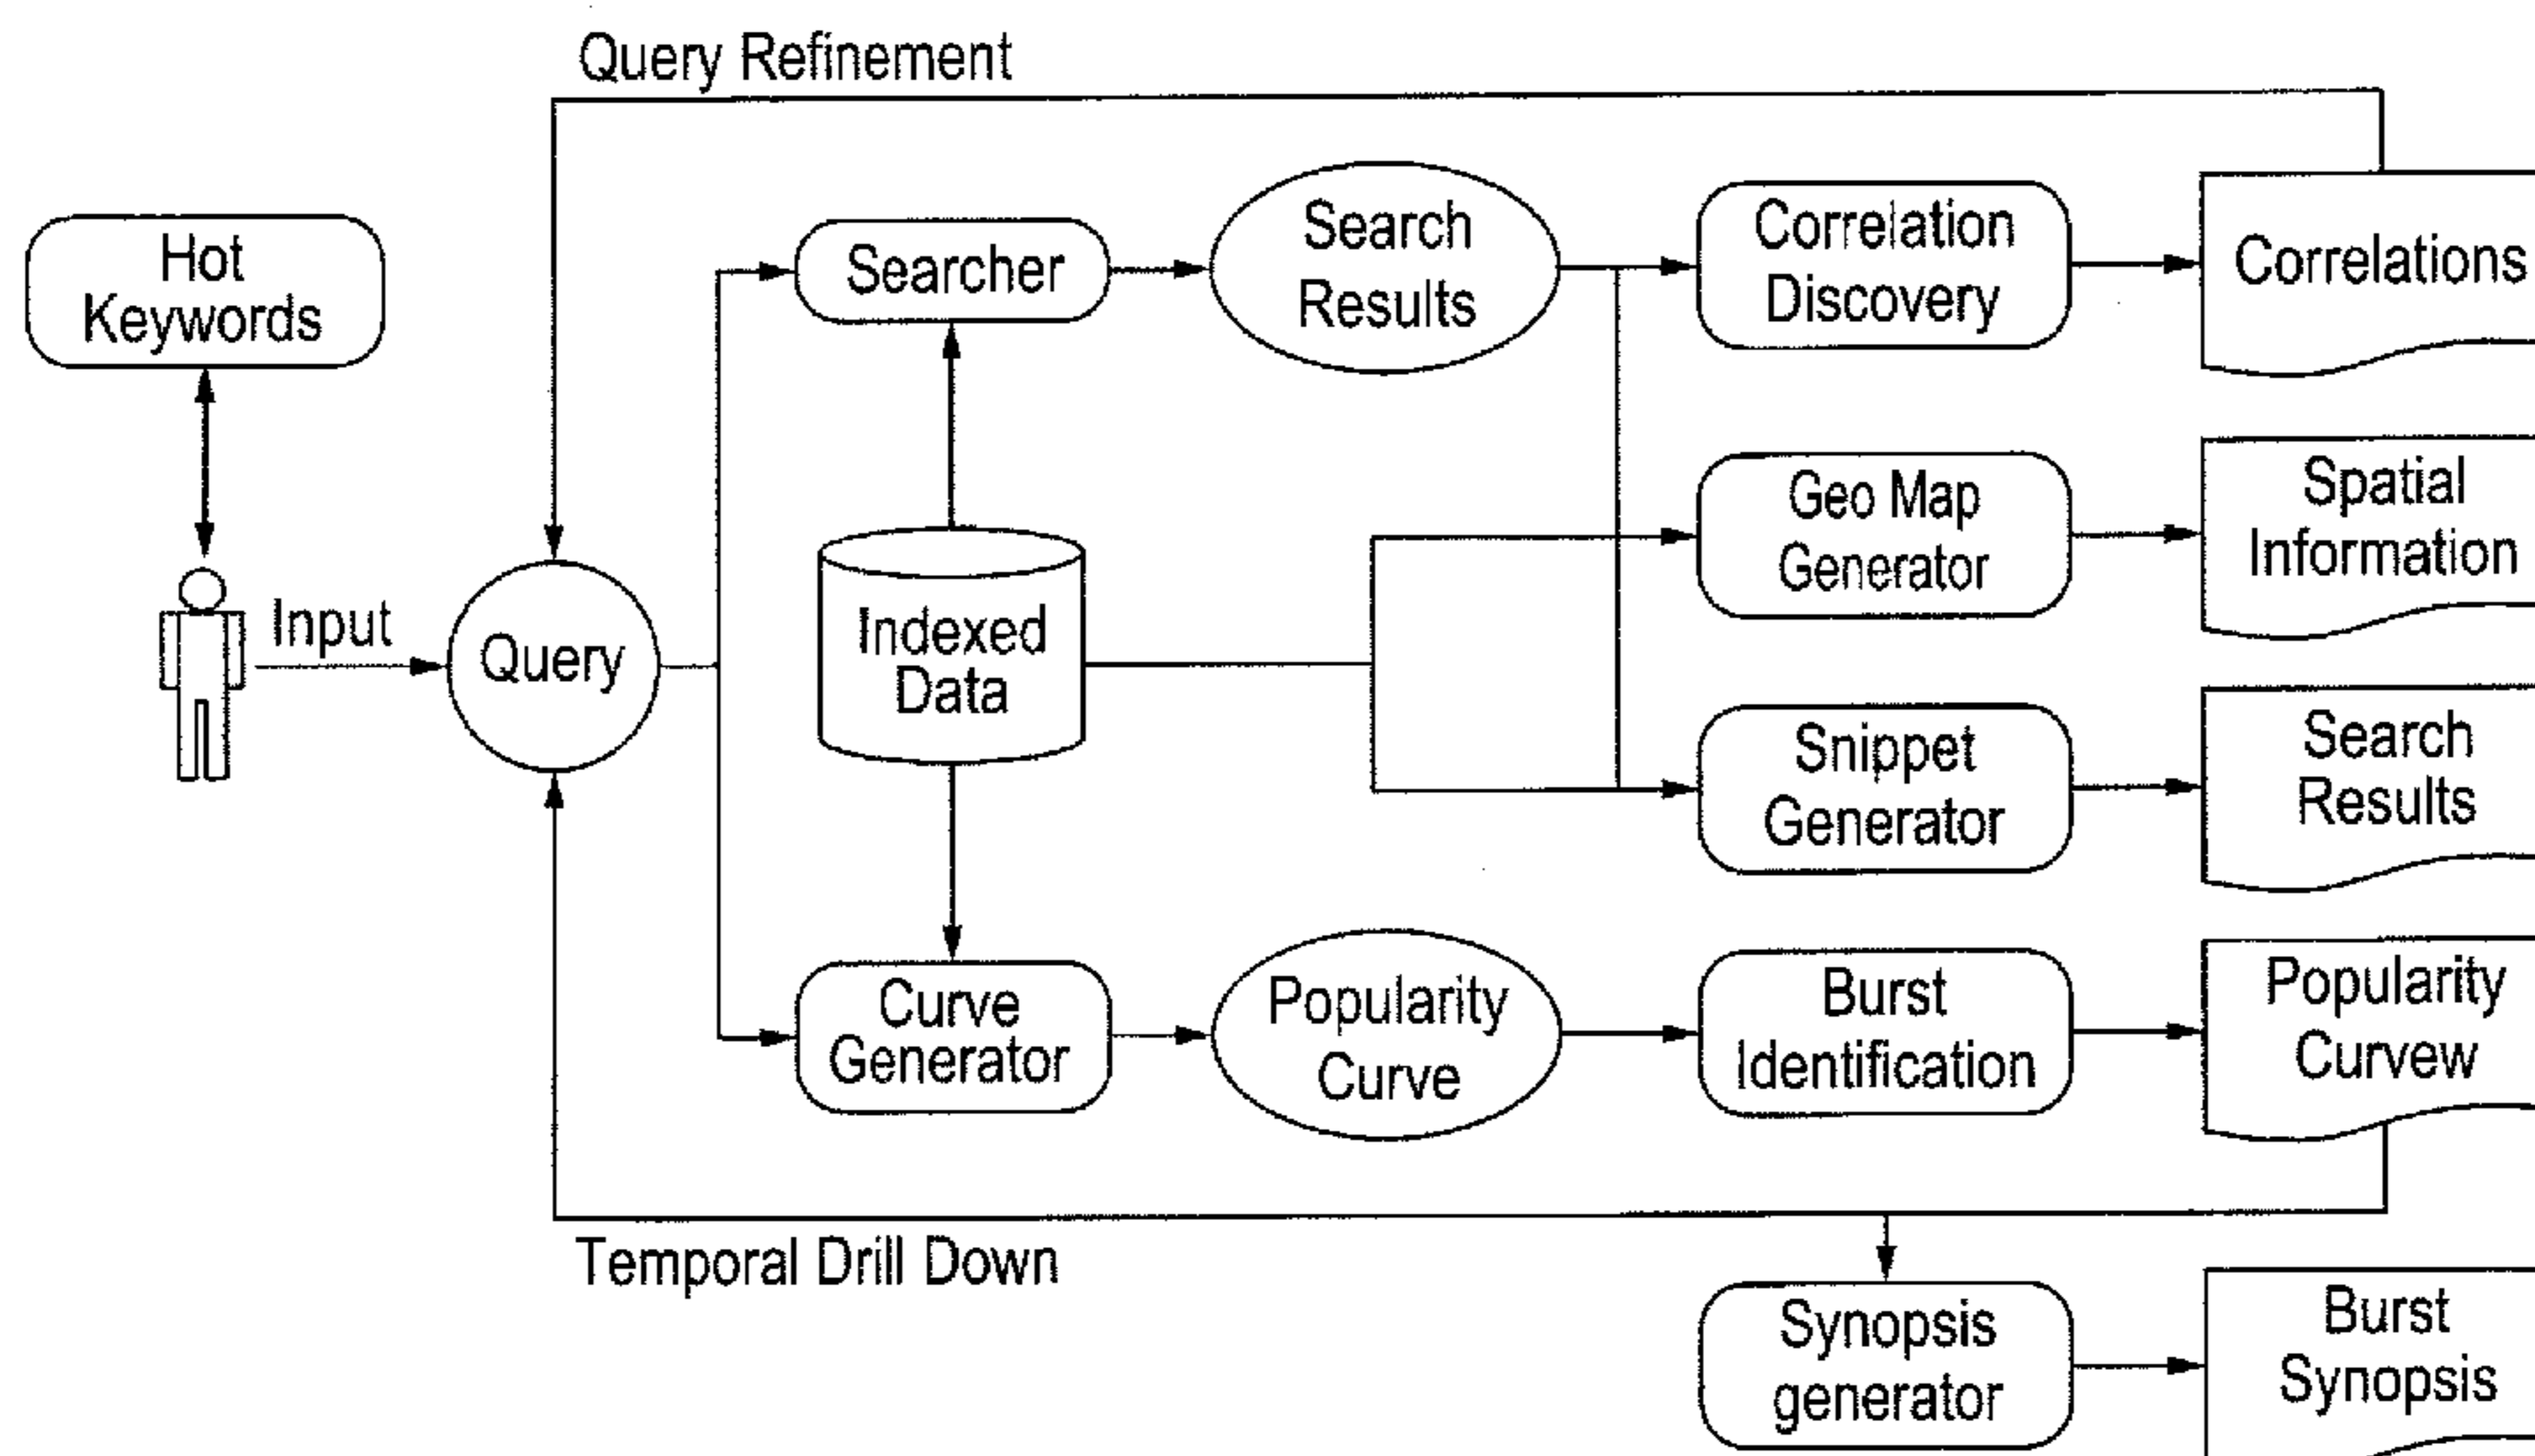 Query Refinement
Hot
Keywords
Searcher
Search
Results
Correlation
Discovery
Correlations
Geo Map
Generator
Spatial
Information
Input
Query
Indexed
Data
Snippet
Generator
Search
Results
Curve
Generator
Popularity
Curve
Burst
Identification
Popularity
Curvew
Temporal Drill Down
Synopsis
generator
Burst
Synopsis